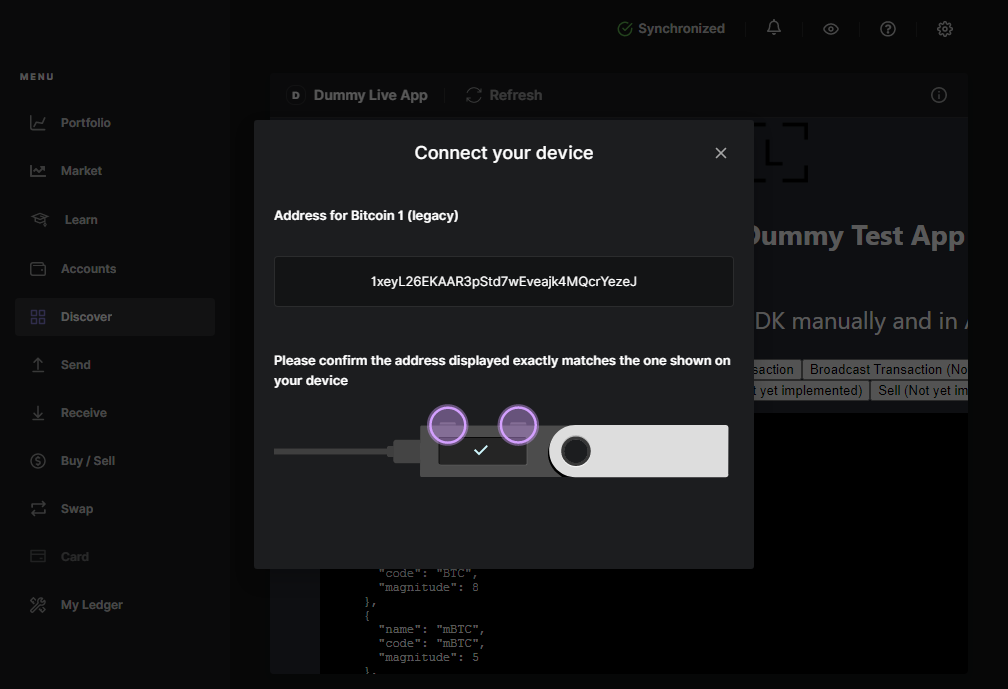 Synchronized
MENU
Portfolio
Market
Learn
Accounts
Discover
Send
Receive
Buy / Sell
Swap
Card
My Ledger
D Dummy Live App Refresh
Connect your device
Address for Bitcoin 1 (legacy)
1xeyL26EKAAR3pStd7wEveajk4MQcrYezeJ
Please confirm the address displayed exactly matches the one shown on
your device
Dummy Test App
DK manually and in
Broadcast Transaction (No
t yet implemented) Sell (Not yet im
"code": "BTC",
"magnitude": 8
},
{
"name": "mBTC",
"code": "mBTC",
"magnitude": 5
},